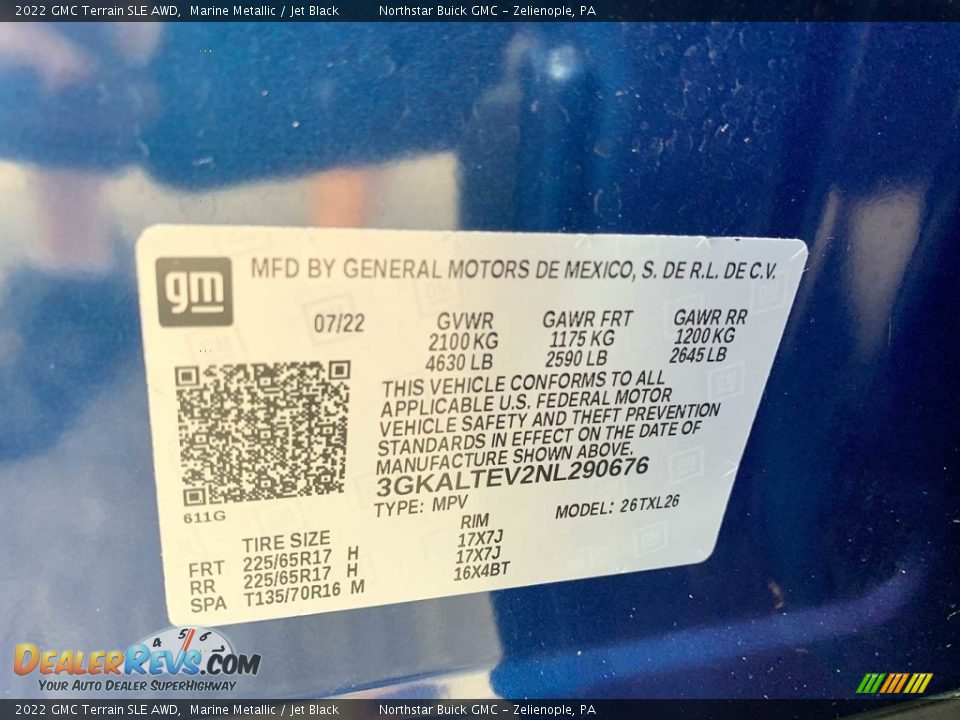 2022 GMC Terrain SLE AWD, Marine Metallic / Jet Black Northstar Buick GMC - Zelienople, PA
gm MFD BY GENERAL MOTORS DE MEXICO, S. DE R.L. DE C.V.
07/22 GVWR GAWR FRT GAWR RR
2100 KG 1175 KG 1200 KG
4630 LB 2590 LB 2645 LB
THIS VEHICLE CONFORMS TO ALL
APPLICABLE U.S. FEDERAL MOTOR
VEHICLE SAFETY AND THEFT PREVENTION
STANDARDS IN EFFECT ON THE DATE OF
MANUFACTURE SHOWN ABOVE.
3GKALTEV2NL290676
611G TYPE: MPV MODEL: 26TXL26
TIRE SIZE RIM
FRT 225/65R17 H 17X7J
RR 225/65R17 H 17X7J
SPA T135/70R16 M 16X4BT
4 5 6
DEALERREVS.COM
YOUR AUTO DEALER SUPERHIGHWAY
2022 GMC Terrain SLE AWD, Marine Metallic / Jet Black Northstar Buick GMC - Zelienople, PA